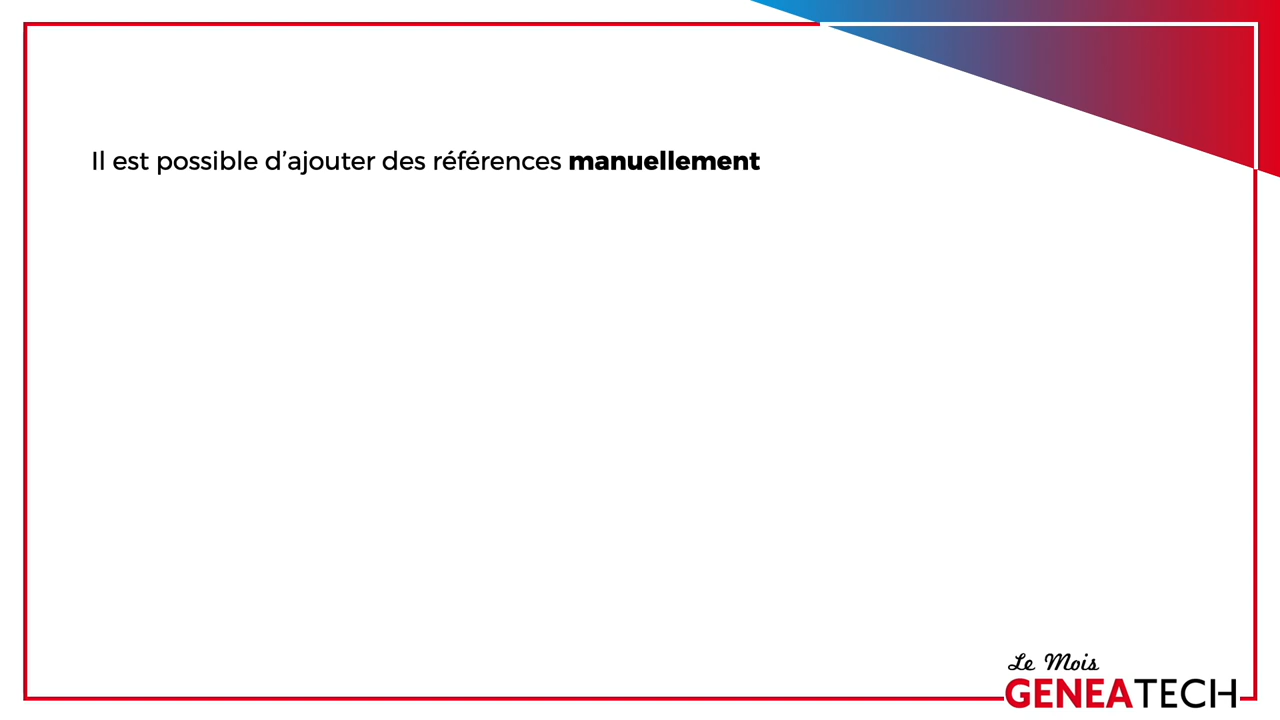 Il est possible d’ajouter des références manuellement
Le Mois
GENEATECH